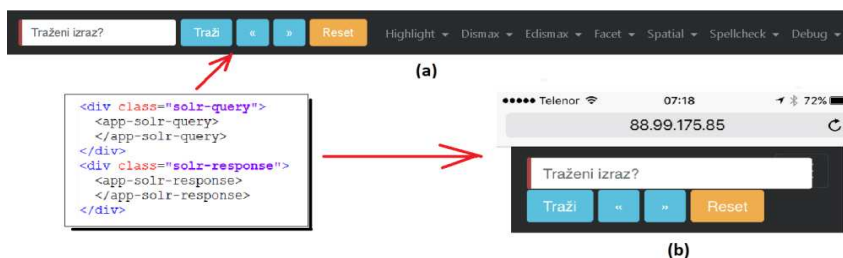 Traženi izraz? Traži « » Reset Highlight Dismax Edismax Facet Spatial Spellcheck Debug
(a)
<div class="solr-query">
<app-solr-query>
</app-solr-query>
</div>
<div class="solr-response">
<app-solr-response>
</app-solr-response>
</div>
Telenor 07:18 72%
88.99.175.85
Traženi izraz?
Traži « » Reset
(b)